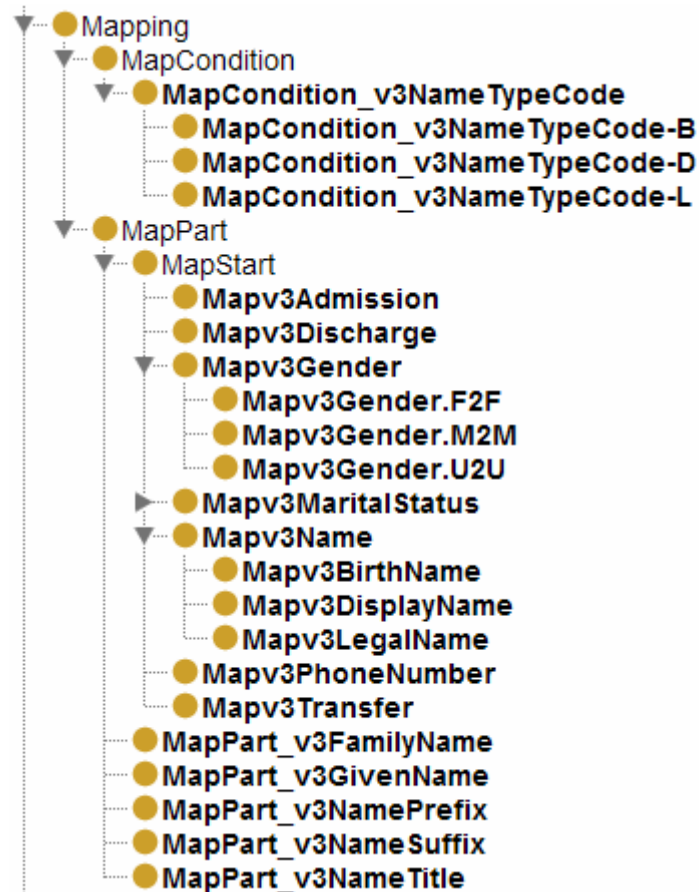 Mapping
MapCondition
MapCondition_v3NameTypeCode
MapCondition_v3NameTypeCode-B
MapCondition_v3NameTypeCode-D
MapCondition_v3NameTypeCode-L
MapPart
MapStart
Mapv3Admission
Mapv3Discharge
Mapv3Gender
Mapv3Gender.F2F
Mapv3Gender.M2M
Mapv3Gender.U2U
Mapv3MaritalStatus
Mapv3Name
Mapv3BirthName
Mapv3DisplayName
Mapv3LegalName
Mapv3PhoneNumber
Mapv3Transfer
MapPart_v3FamilyName
MapPart_v3GivenName
MapPart_v3NamePrefix
MapPart_v3NameSuffix
MapPart_v3NameTitle